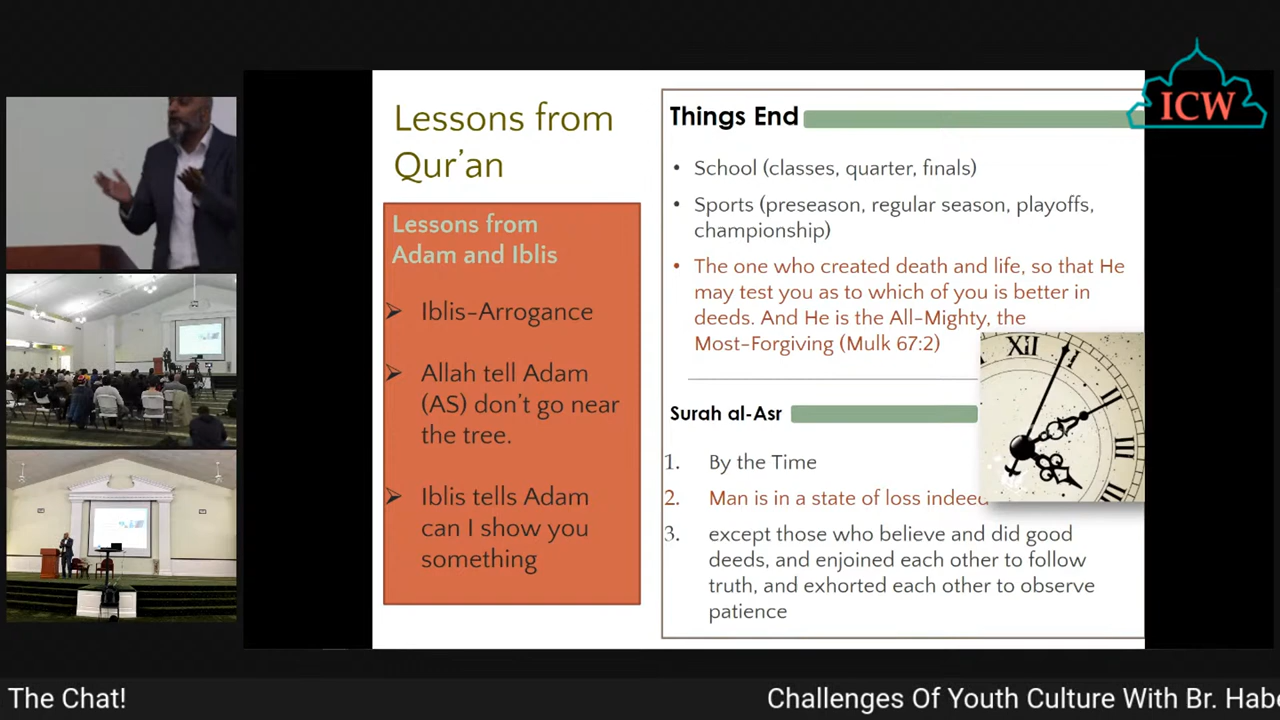 Lessons from
Qur’an
Lessons from
Adam and Iblis
Iblis-Arrogance
Allah tell Adam
(AS) don’t go near
the tree.
Iblis tells Adam
can I show you
something
Things End
• School (classes, quarter, finals)
• Sports (preseason, regular season, playoffs,
championship)
• The one who created death and life, so that He
may test you as to which of you is better in
deeds. And He is the All-Mighty, the
Most-Forgiving (Mulk 67:2)
Surah al-Asr
1. By the Time
2. Man is in a state of loss indeed
3. except those who believe and did good
deeds, and enjoined each other to follow
truth, and exhorted each other to observe
patience
ICW
XII
I
II
III
The Chat!
Challenges Of Youth Culture With Br. Habe